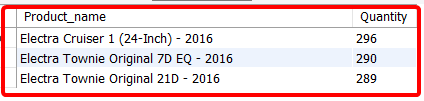 Product_name Quantity
Electra Cruiser 1 (24-Inch) - 2016 296
Electra Townie Original 7D EQ - 2016 290
Electra Townie Original 21D - 2016 289